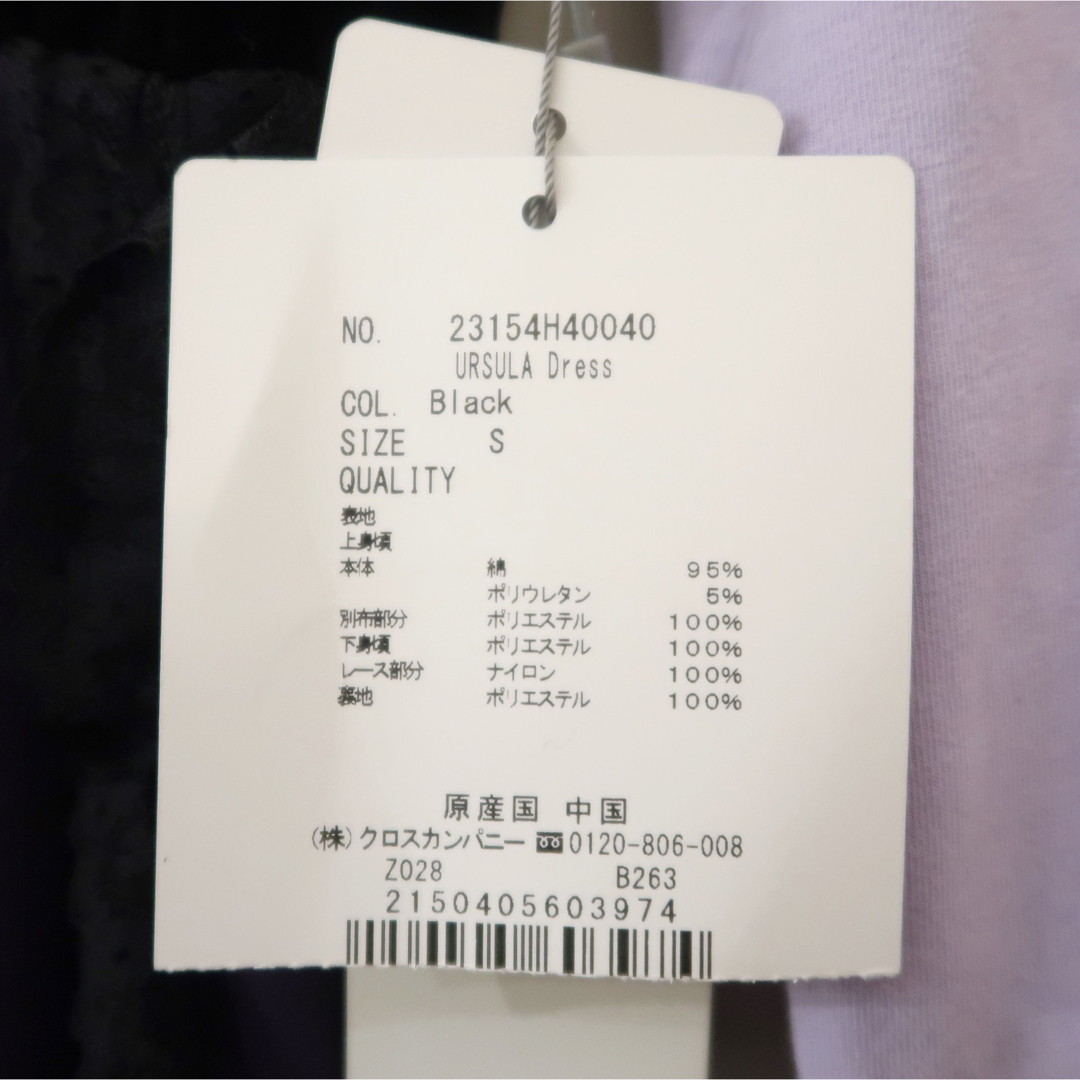 NO. 23154H40040
URSULA Dress
COL. Black
SIZE S
QUALITY
表地
上身頃
本体 綿 95%
ポリウレタン 5%
別布部分 ポリエステル 100%
下身頃 ポリエステル 100%
レース部分 ナイロン 100%
裏地 ポリエステル 100%
原産国 中国
(株)クロスカンパニー 0120-806-008
Z028 B263
2150405603974